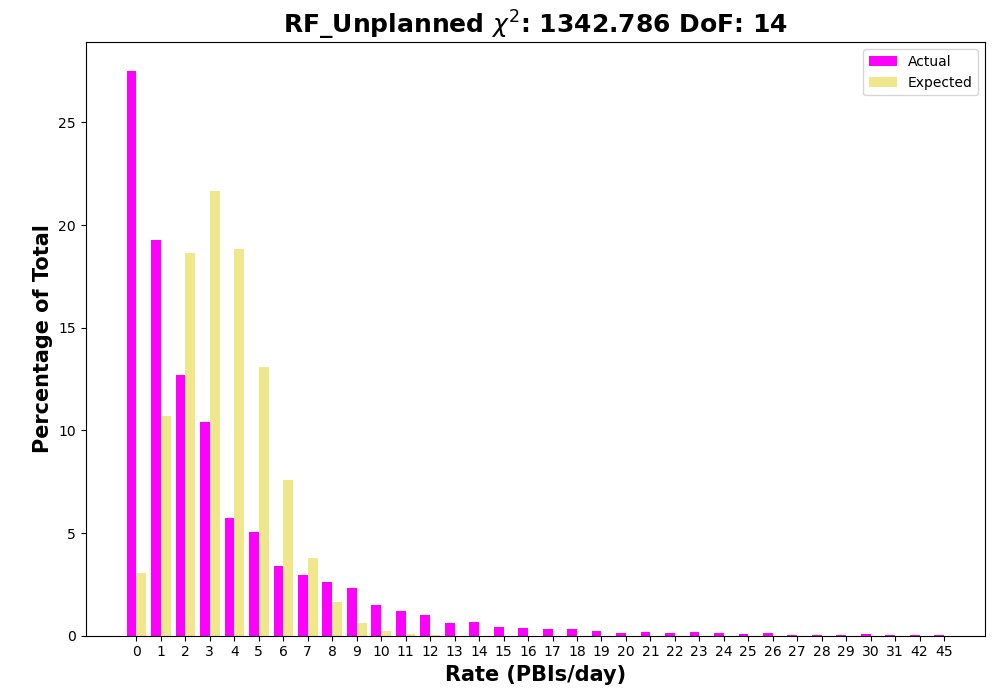 RF_Unplanned χ²: 1342.786 DoF: 14
Actual
Expected
Percentage of Total
25
20
15
10
5
0
0 1 2 3 4 5 6 7 8 9 10 11 12 13 14 15 16 17 18 19 20 21 22 23 24 25 26 27 28 29 30 31 42 45
Rate (PBIs/day)